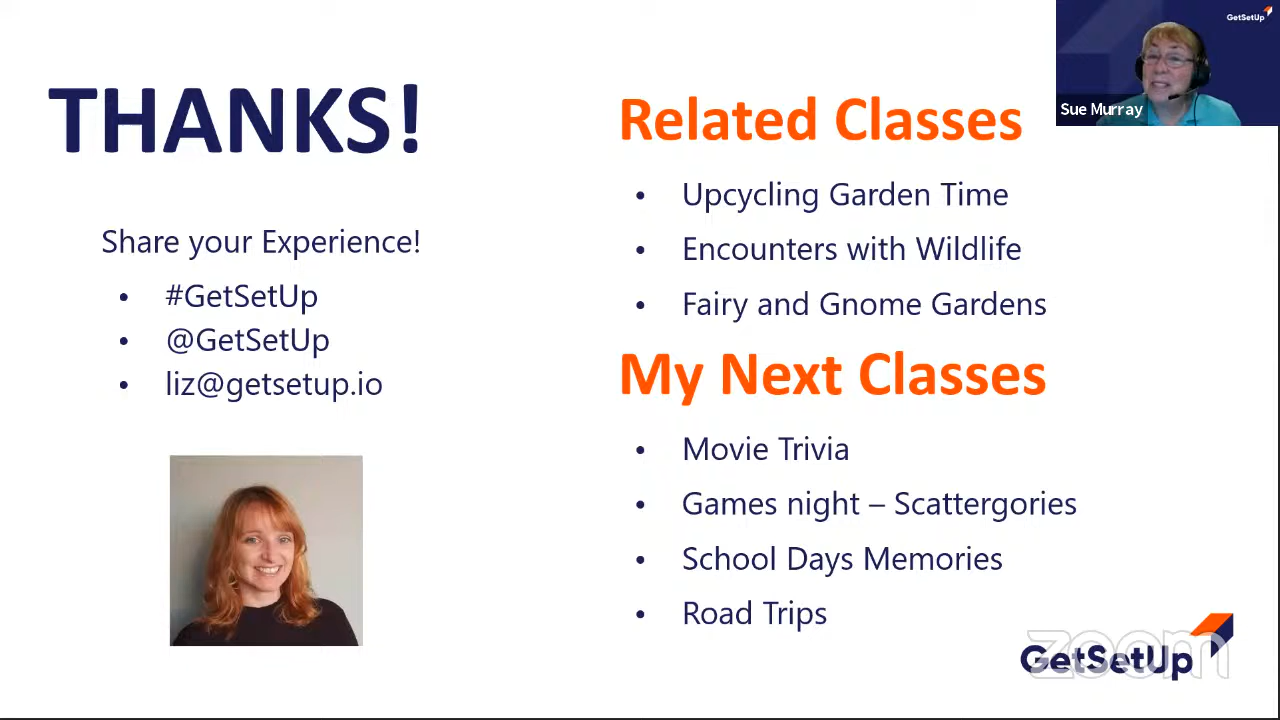 THANKS!
Share your Experience!
• #GetSetUp
• @GetSetUp
• liz@getsetup.io
Related Classes
• Upcycling Garden Time
• Encounters with Wildlife
• Fairy and Gnome Gardens
My Next Classes
• Movie Trivia
• Games night – Scattergories
• School Days Memories
• Road Trips
GetSetUp
Sue Murray
GetSetUp
zoom